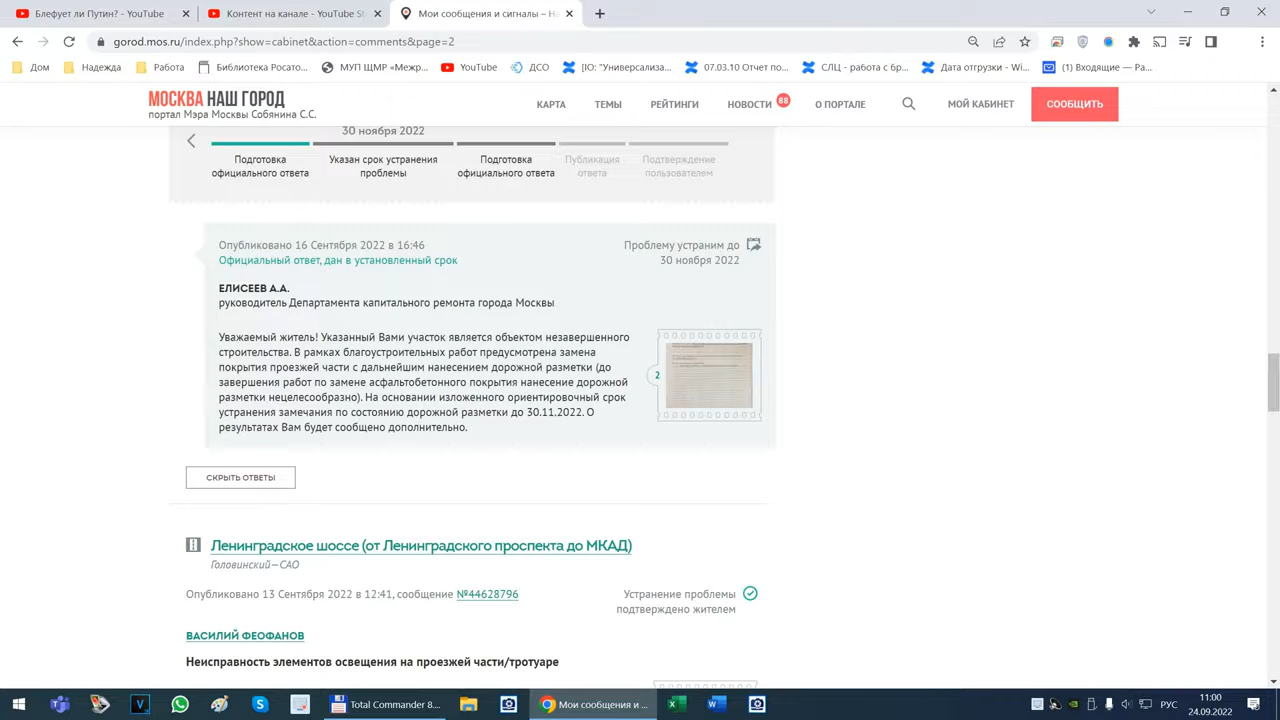 Блефует ли Путин? - YouTube
Контент на канале - YouTube St
Мои сообщения и сигналы – На
gorod.mos.ru/index.php?show=cabinet&action=comments&page=2
Дом
Надежда
Работа
Библиотека Росато...
МУП ЩМР «Межр...
YouTube
ДСО
[IO: "Универсализа...
07.03.10 Отчет по...
СЛЦ - работа с бр...
Дата отгрузки - Wi...
(1) Входящие — Ра...
МОСКВА НАШ ГОРОД
портал Мэра Москвы Собянина С.С.
КАРТА
ТЕМЫ
РЕЙТИНГИ
НОВОСТИ 88
О ПОРТАЛЕ
МОЙ КАБИНЕТ
СООБЩИТЬ
30 ноября 2022
Подготовка
официального ответа
Указан срок устранения
проблемы
Подготовка
официального ответа
Публикация
ответа
Подтверждение
пользователем
Опубликовано 16 Сентября 2022 в 16:46
Официальный ответ, дан в установленный срок
Проблему устраним до
30 ноября 2022
ЕЛИСЕЕВ А.А.
руководитель Департамента капитального ремонта города Москвы
Уважаемый житель! Указанный Вами участок является объектом незавершенного
строительства. В рамках благоустроительных работ предусмотрена замена
покрытия проезжей части с дальнейшим нанесением дорожной разметки (до
завершения работ по замене асфальтобетонного покрытия нанесение дорожной
разметки нецелесообразно). На основании изложенного ориентировочный срок
устранения замечания по состоянию дорожной разметки до 30.11.2022. О
результатах Вам будет сообщено дополнительно.
2
СКРЫТЬ ОТВЕТЫ
Ленинградское шоссе (от Ленинградского проспекта до МКАД)
Головинский—САО
Опубликовано 13 Сентября 2022 в 12:41, сообщение №44628796
Устранение проблемы
подтверждено жителем
ВАСИЛИЙ ФЕОФАНОВ
Неисправность элементов освещения на проезжей части/тротуаре
Total Commander 8....
Мои сообщения и ...
РУС
11:00
24.09.2022